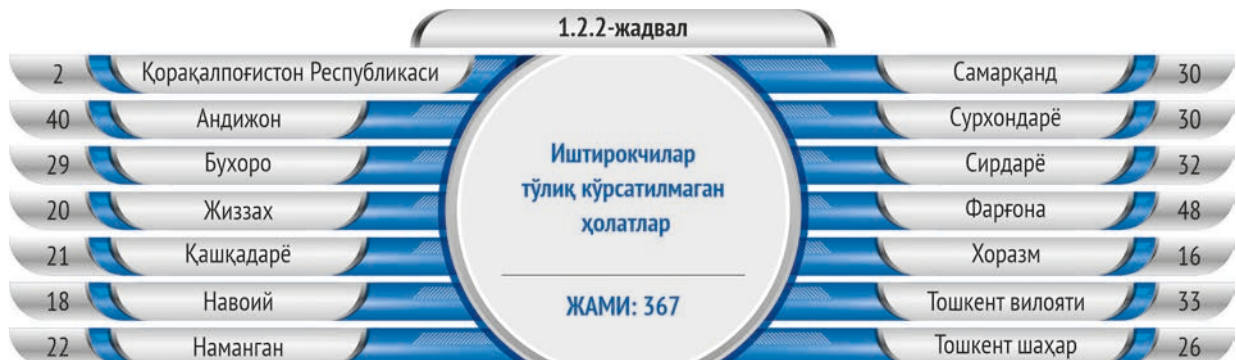 1.2.2-жадвал
2 Қорақалпоғистон Республикаси
40 Андижон
29 Бухоро
20 Жиззах
21 Қашқадарё
18 Навоий
22 Наманган
Иштирокчилар
тўлиқ кўрсатилмаган
ҳолатлар
ЖАМИ: 367
Самарқанд 30
Сурхондарё 30
Сирдарё 32
Фарғона 48
Хоразм 16
Тошкент вилояти 33
Тошкент шаҳар 26